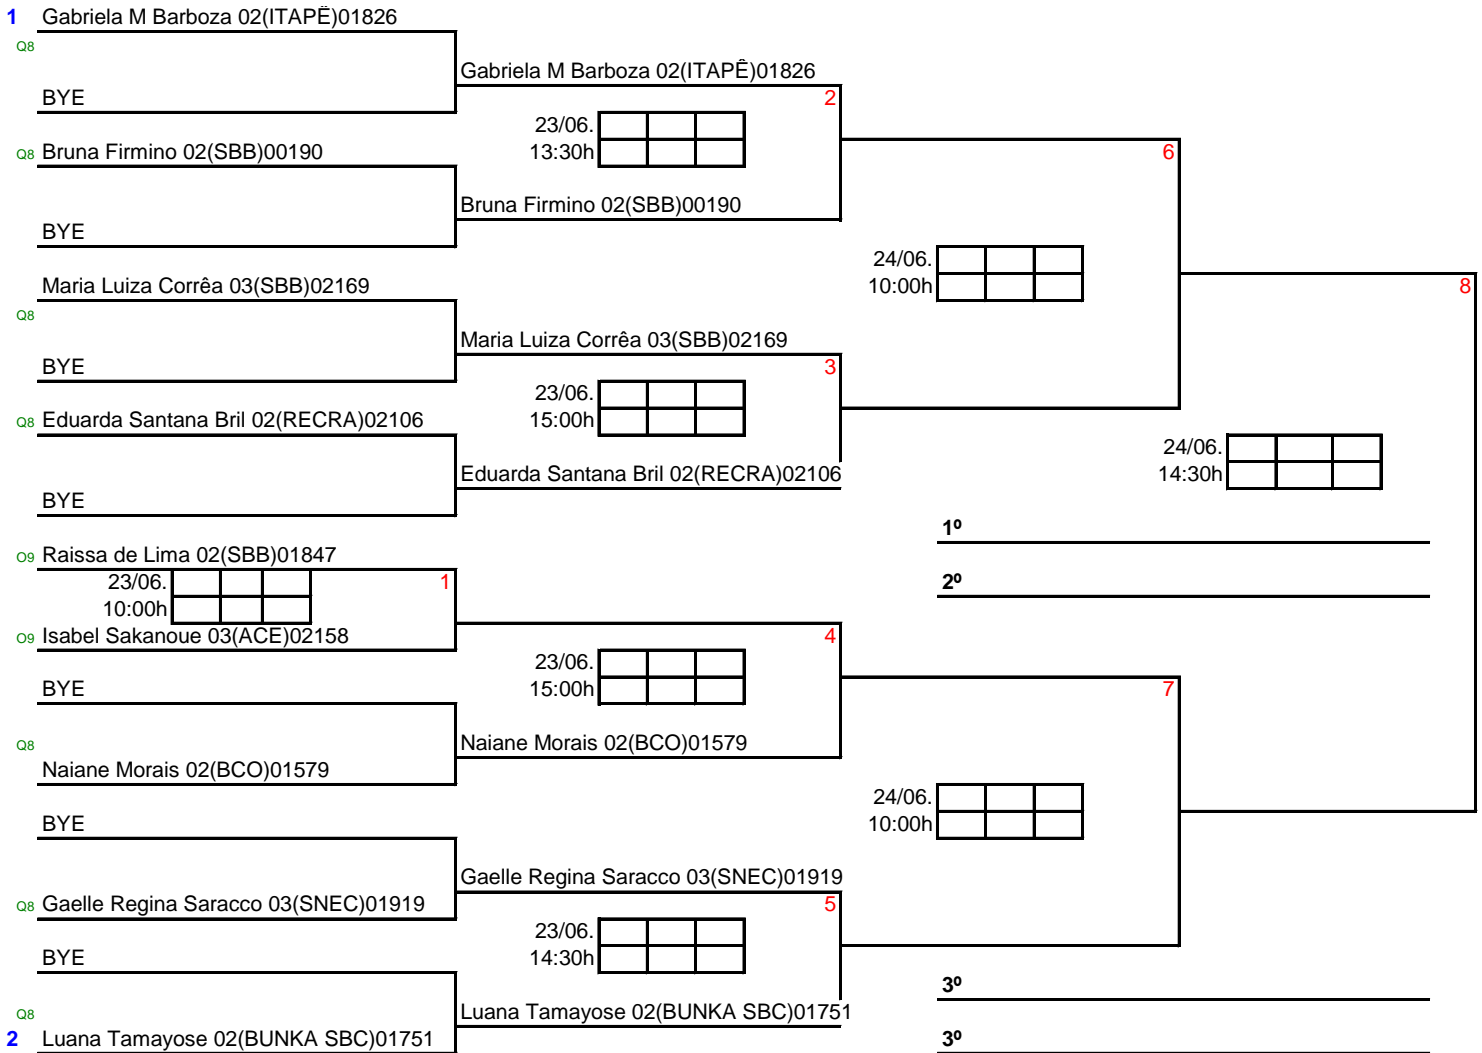 1 Gabriela M Barboza 02(ITAPÊ)01826
Q8
Gabriela M Barboza 02(ITAPÊ)01826
BYE
2
23/06.
13:30h
Q8 Bruna Firmino 02(SBB)00190
6
Bruna Firmino 02(SBB)00190
BYE
24/06.
10:00h
Maria Luiza Corrêa 03(SBB)02169
8
Q8
Maria Luiza Corrêa 03(SBB)02169
BYE
3
23/06.
15:00h
Q8 Eduarda Santana Bril 02(RECRA)02106
24/06.
14:30h
Eduarda Santana Bril 02(RECRA)02106
BYE
1º
O9 Raissa de Lima 02(SBB)01847
23/06.
10:00h
1
2º
O9 Isabel Sakanoue 03(ACE)02158
4
23/06.
15:00h
BYE
7
Q8
Naiane Morais 02(BCO)01579
Naiane Morais 02(BCO)01579
24/06.
10:00h
BYE
Gaelle Regina Saracco 03(SNEC)01919
Q8 Gaelle Regina Saracco 03(SNEC)01919
5
23/06.
14:30h
BYE
3º
Q8
Luana Tamayose 02(BUNKA SBC)01751
2 Luana Tamayose 02(BUNKA SBC)01751
3º